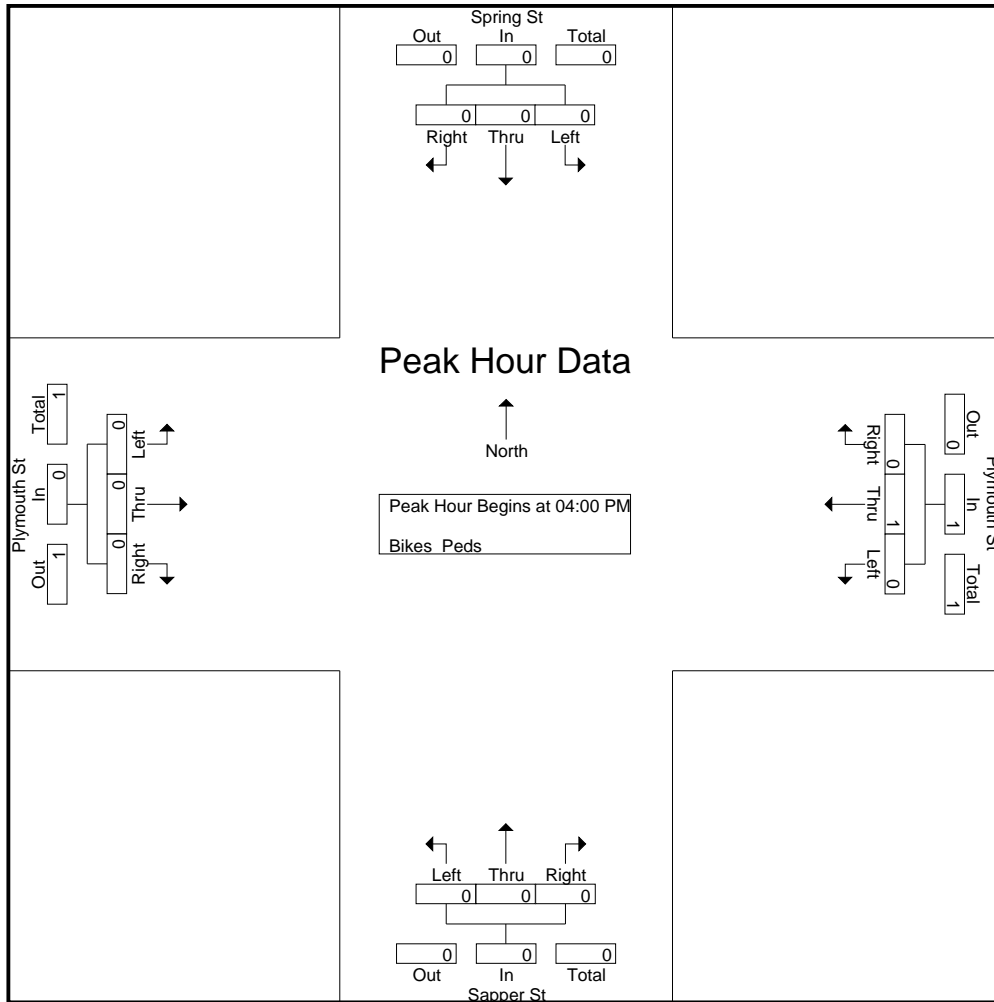 Spring St
Out In Total
0 0 0
0 0 0
Right Thru Left
Peak Hour Data
North
Peak Hour Begins at 04:00 PM
Bikes Peds
Plymouth St
Out In Total
1 0 1
0 0 0
Right Thru Left
Plymouth St
Out In Total
0 1 1
0 1 0
Right Thru Left
Left Thru Right
0 0 0
0 0 0
Out In Total
Sapper St